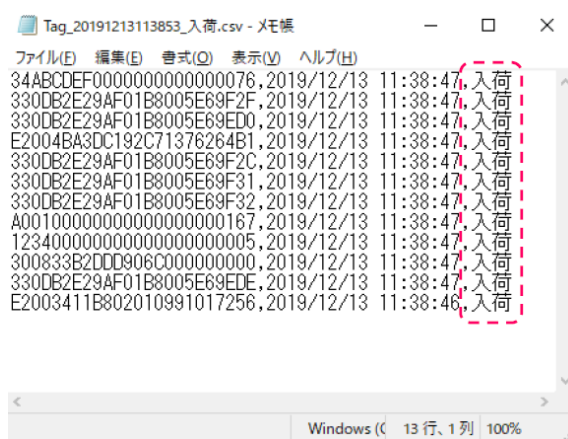 Tag_20191213113853_入荷.csv - メモ帳
ファイル(F) 編集(E) 書式(O) 表示(V) ヘルプ(H)
34ABCDEF0000000000000076,2019/12/13 11:38:47,入荷
330DB2E29AF01B8005E69F2F,2019/12/13 11:38:47,入荷
330DB2E29AF01B8005E69ED0,2019/12/13 11:38:47,入荷
E2004BA3DC192C71376264B1,2019/12/13 11:38:47,入荷
330DB2E29AF01B8005E69F2C,2019/12/13 11:38:47,入荷
330DB2E29AF01B8005E69F31,2019/12/13 11:38:47,入荷
330DB2E29AF01B8005E69F32,2019/12/13 11:38:47,入荷
A00100000000000000000167,2019/12/13 11:38:47,入荷
123400000000000000000005,2019/12/13 11:38:47,入荷
300833B2DDD906C000000000,2019/12/13 11:38:47,入荷
330DB2E29AF01B8005E69EDE,2019/12/13 11:38:47,入荷
E2003411B802010991017256,2019/12/13 11:38:46,入荷
Windows (C 13 行、1 列 100%